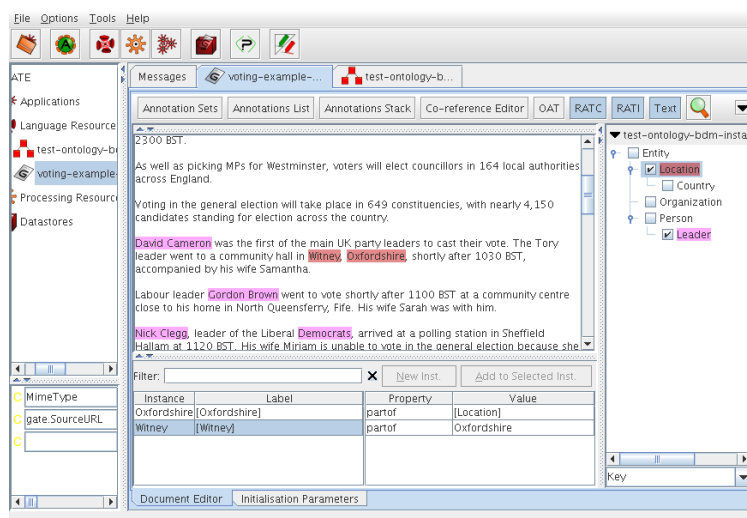 File Options Tools Help
ATE
Applications
Language Resource
test-ontology-b
voting-example
Processing Resourc
Datastores
MimeType
gate.SourceURL
Messages voting-example-... test-ontology-b...
Annotation Sets Annotations List Annotations Stack Co-reference Editor OAT RATC RATI Text
2300 BST.
As well as picking MPs for Westminster, voters will elect councillors in 164 local authorities
across England.
Voting in the general election will take place in 649 constituencies, with nearly 4,150
candidates standing for election across the country.
David Cameron was the first of the main UK party leaders to cast their vote. The Tory
leader went to a community hall in Witney, Oxfordshire, shortly after 1030 BST,
accompanied by his wife Samantha.
Labour leader Gordon Brown went to vote shortly after 1100 BST at a community centre
close to his home in North Queensferry, Fife. His wife Sarah was with him.
Nick Clegg, leader of the Liberal Democrats, arrived at a polling station in Sheffield
Hallam at 1120 BST. His wife Miriam is unable to vote in the general election because she
Filter: New Inst. Add to Selected Inst.
Instance Label Property Value
Oxfordshire [Oxfordshire] partof [Location]
Witney [Witney] partof Oxfordshire
Document Editor Initialisation Parameters
test-ontology-bdm-insta
Entity
Location
Country
Organization
Person
Leader
Key